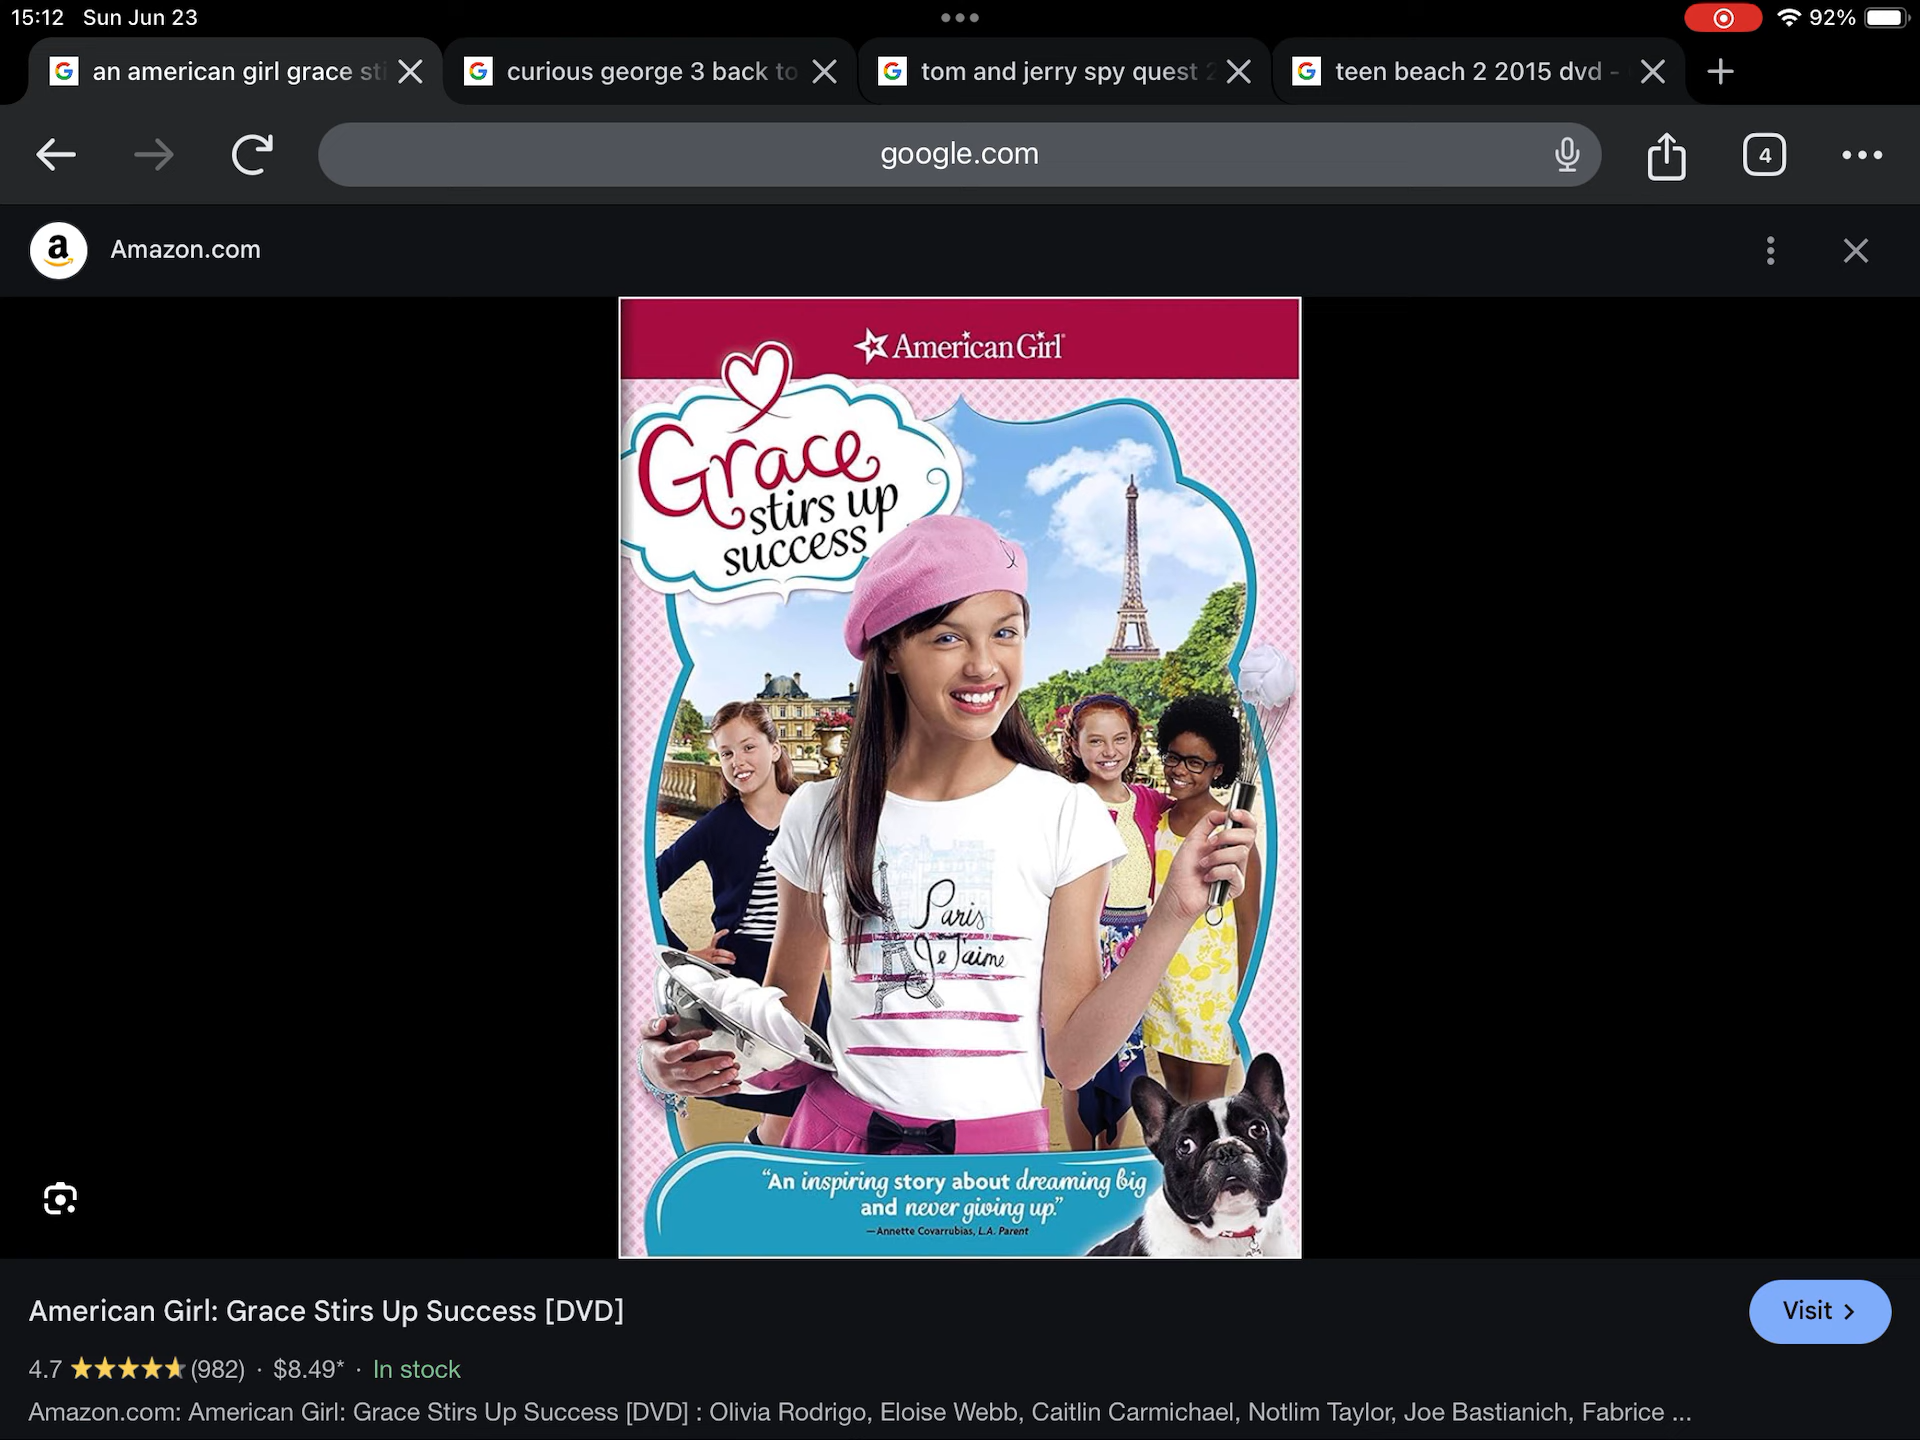 15:12 Sun Jun 23
92%
an american girl grace sti
curious george 3 back to
tom and jerry spy quest 2
teen beach 2 2015 dvd -
google.com
4
a
Amazon.com
American Girl
Grace
stirs up
success
Paris
Je T'aime
"An inspiring story about dreaming big
and never giving up."
—Annette Covarrubias, L.A. Parent
American Girl: Grace Stirs Up Success [DVD]
Visit
4.7 (982) · $8.49* · In stock
Amazon.com: American Girl: Grace Stirs Up Success [DVD] : Olivia Rodrigo, Eloise Webb, Caitlin Carmichael, Notlim Taylor, Joe Bastianich, Fabrice ...